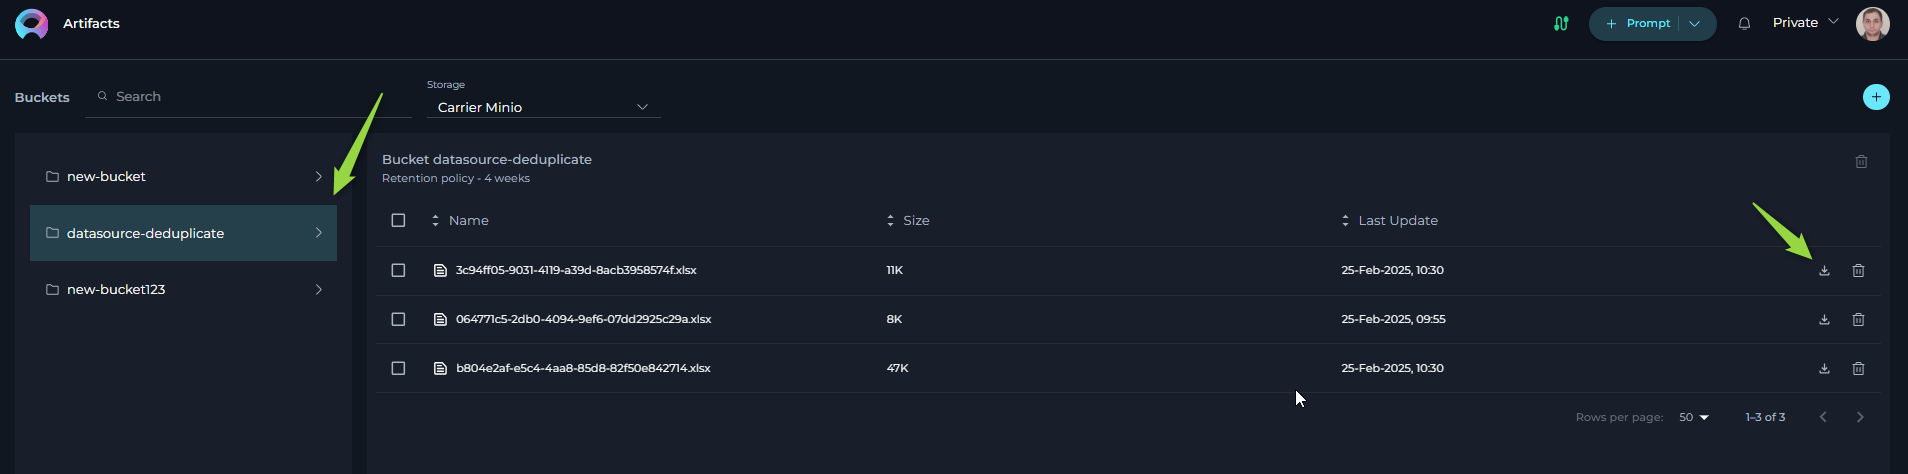 Artifacts
Prompt
Private
Buckets
Search
Storage
Carrier Minio
new-bucket
datasource-deduplicate
new-bucket123
Bucket datasource-deduplicate
Retention policy - 4 weeks
Name Size Last Update
3c94ff05-9031-4119-a39d-8acb3958574f.xlsx 11K 25-Feb-2025, 10:30
064771c5-2db0-4094-9ef6-07dd2925c29a.xlsx 8K 25-Feb-2025, 09:55
b804e2af-e5c4-4aa8-85d8-82f50e842714.xlsx 47K 25-Feb-2025, 10:30
Rows per page: 50 1–3 of 3